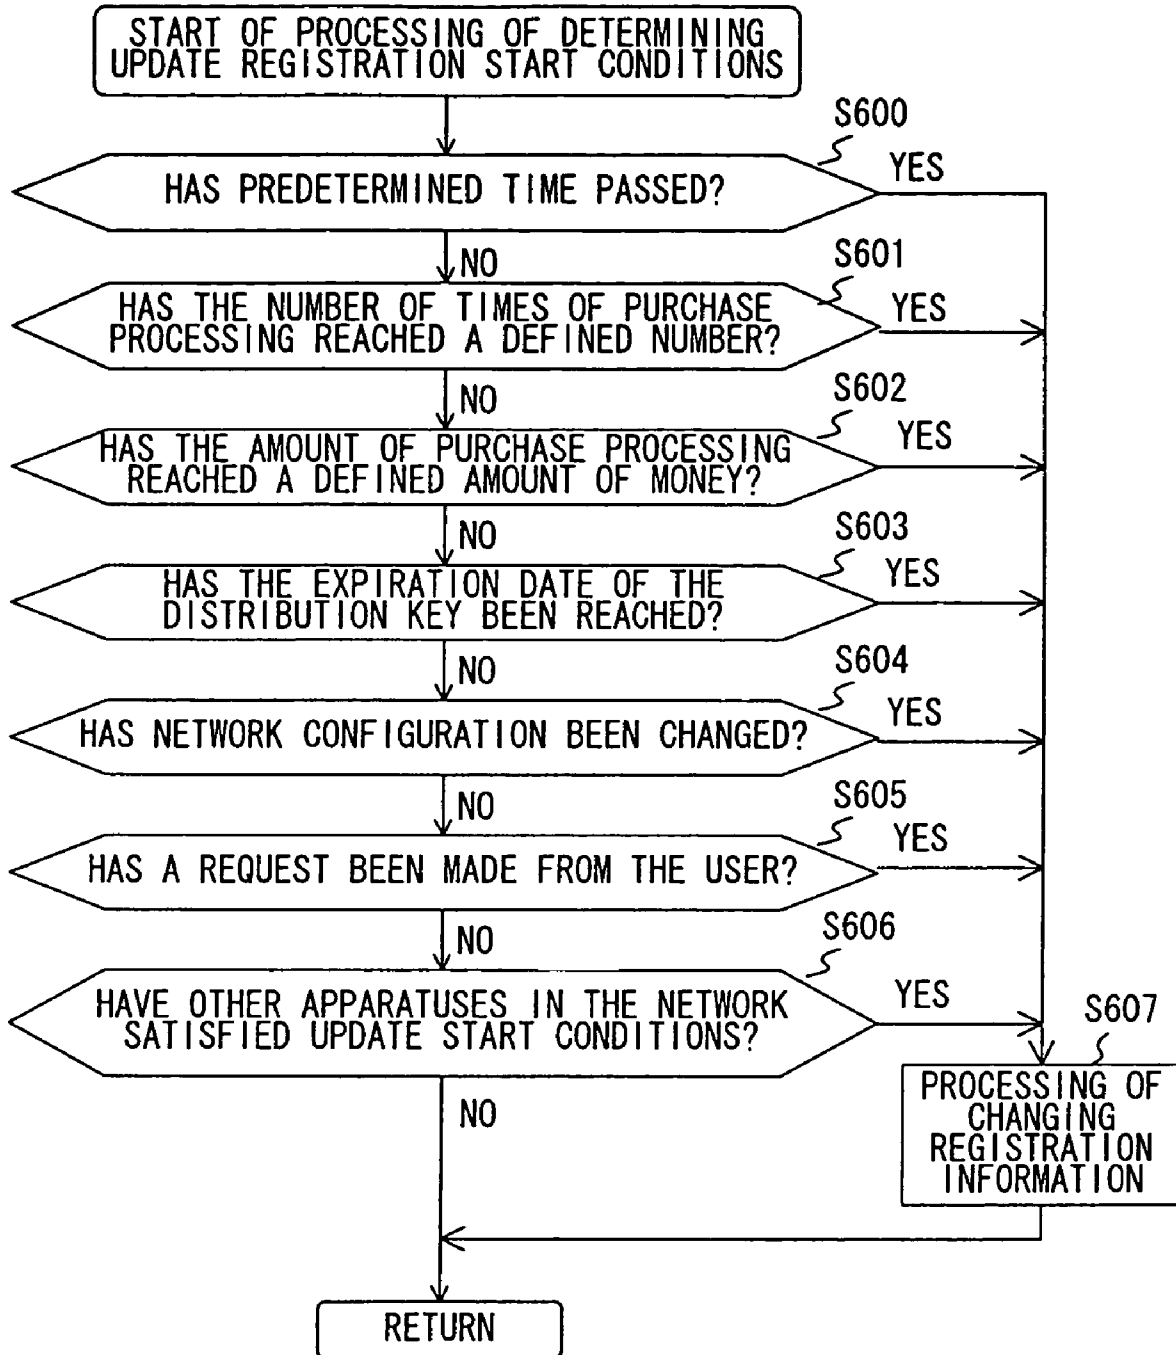 START OF PROCESSING OF DETERMINING
UPDATE REGISTRATION START CONDITIONS
S600
HAS PREDETERMINED TIME PASSED?
YES
NO
S601
HAS THE NUMBER OF TIMES OF PURCHASE
PROCESSING REACHED A DEFINED NUMBER?
YES
NO
S602
HAS THE AMOUNT OF PURCHASE PROCESSING
REACHED A DEFINED AMOUNT OF MONEY?
YES
NO
S603
HAS THE EXPIRATION DATE OF THE
DISTRIBUTION KEY BEEN REACHED?
YES
NO
S604
HAS NETWORK CONFIGURATION BEEN CHANGED?
YES
NO
S605
HAS A REQUEST BEEN MADE FROM THE USER?
YES
NO
S606
HAVE OTHER APPARATUSES IN THE NETWORK
SATISFIED UPDATE START CONDITIONS?
YES
NO
S607
PROCESSING OF
CHANGING
REGISTRATION
INFORMATION
RETURN